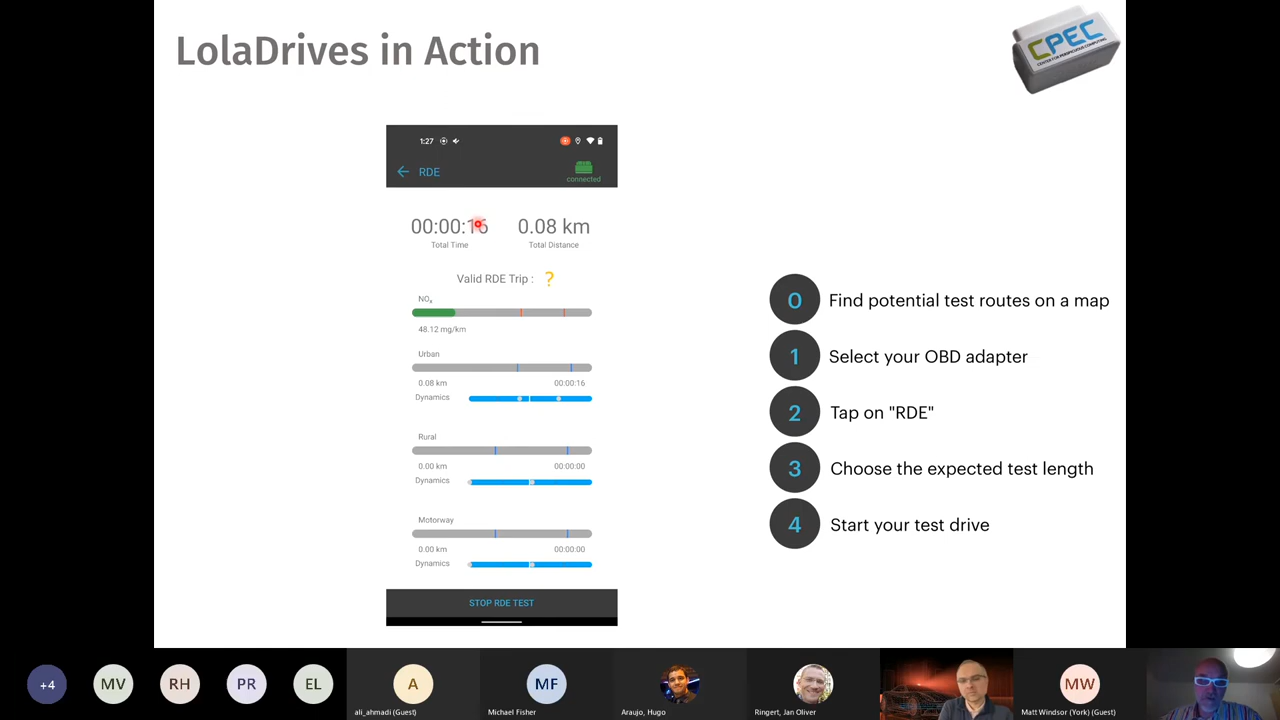 LolaDrives in Action
CPEC
CENTER FOR PERSPICUOUS COMPUTING
1:27
RDE
connected
00:00:16
0.08 km
Total Time
Total Distance
Valid RDE Trip : ?
NOₓ
48.12 mg/km
Urban
0.08 km
00:00:16
Dynamics
Rural
0.00 km
00:00:00
Dynamics
Motorway
0.00 km
00:00:00
Dynamics
STOP RDE TEST
0 Find potential test routes on a map
1 Select your OBD adapter
2 Tap on "RDE"
3 Choose the expected test length
4 Start your test drive
+4
MV
RH
PR
EL
A
MF
MW
ali_ahmadi (Guest)
Michael Fisher
Araujo, Hugo
Ringert, Jan Oliver
Matt Windsor (York) (Guest)